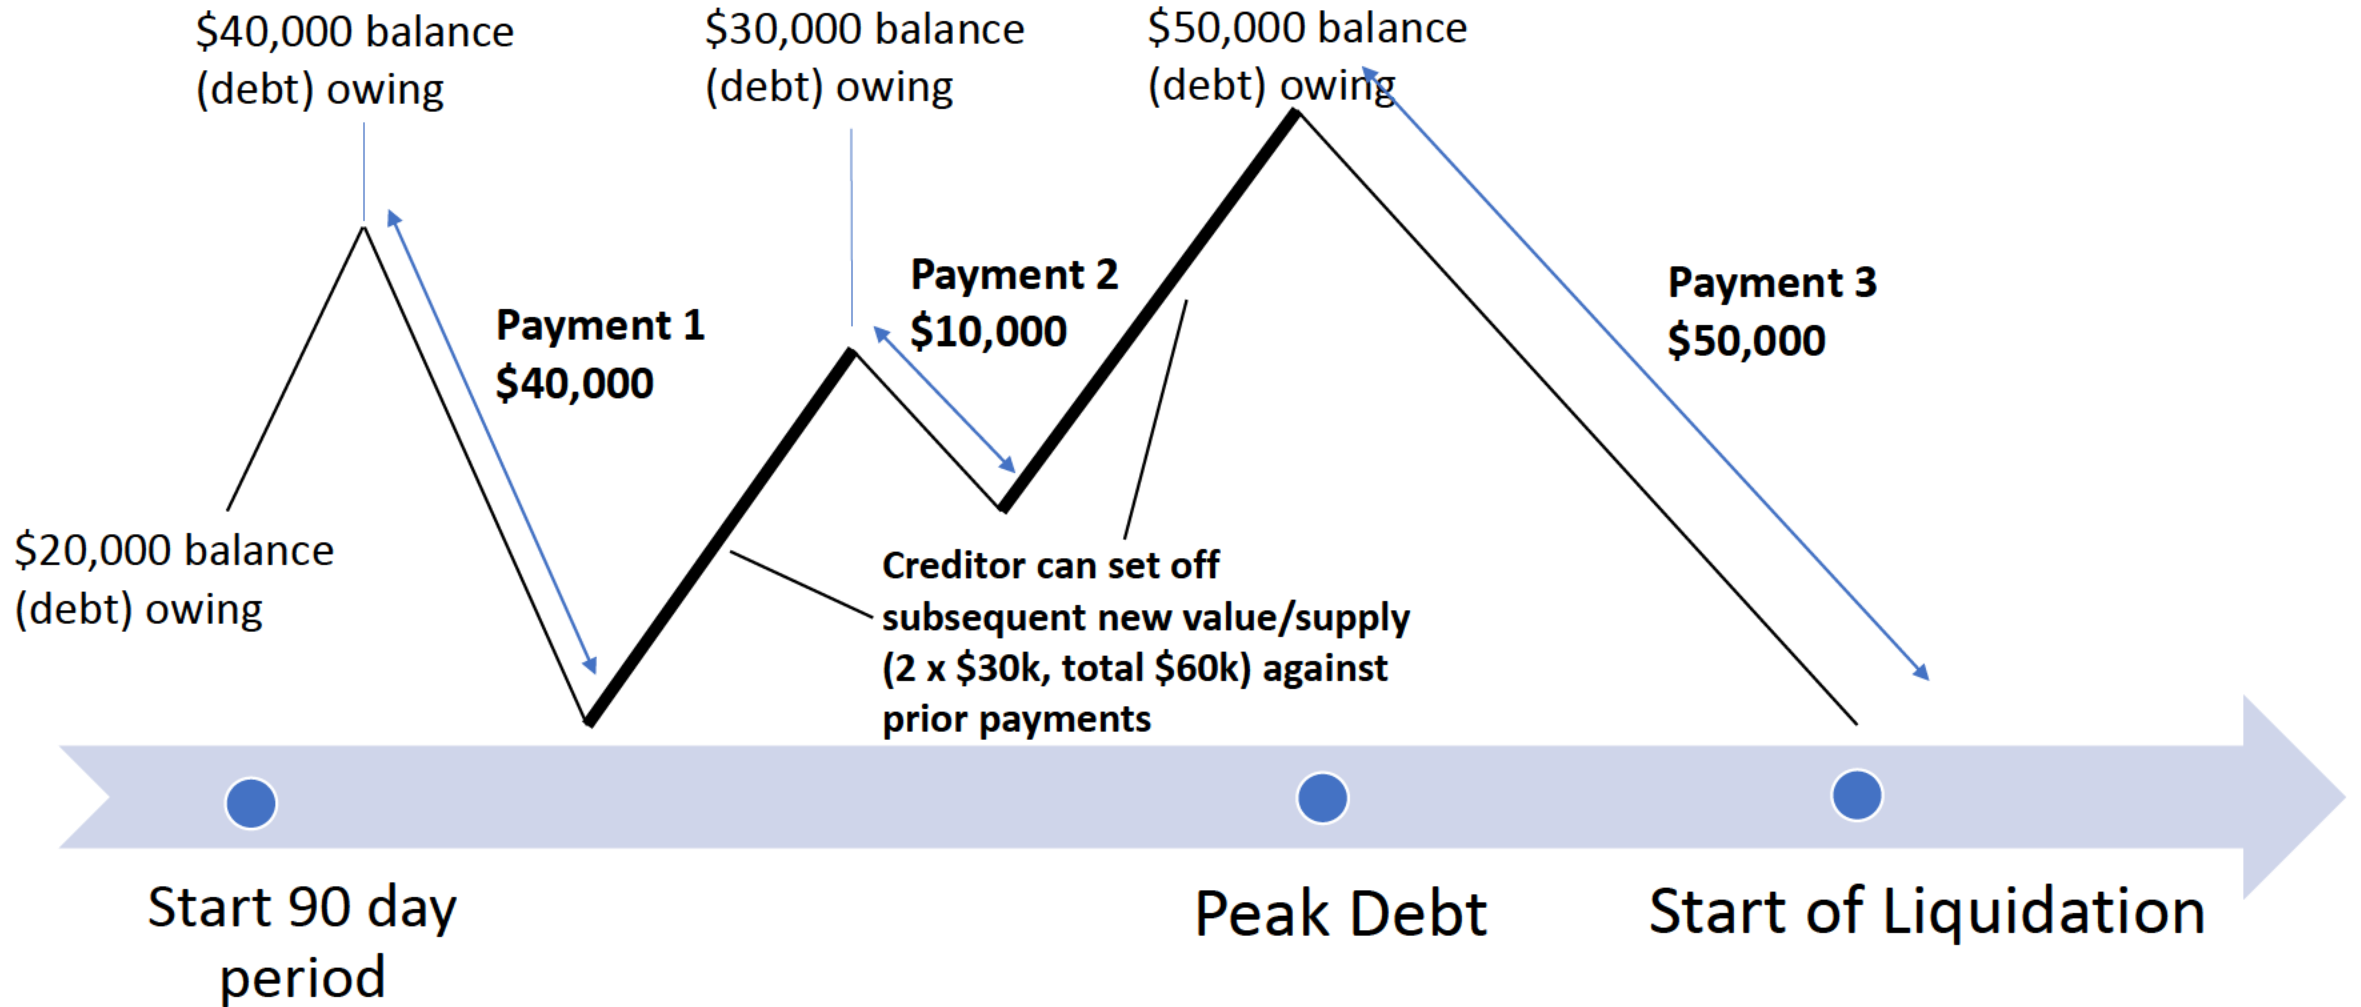 $40,000 balance
(debt) owing
$30,000 balance
(debt) owing
$50,000 balance
(debt) owing
Payment 1
$40,000
Payment 2
$10,000
Payment 3
$50,000
$20,000 balance
(debt) owing
Creditor can set off
subsequent new value/supply
(2 x $30k, total $60k) against
prior payments
Start 90 day
period
Peak Debt
Start of Liquidation